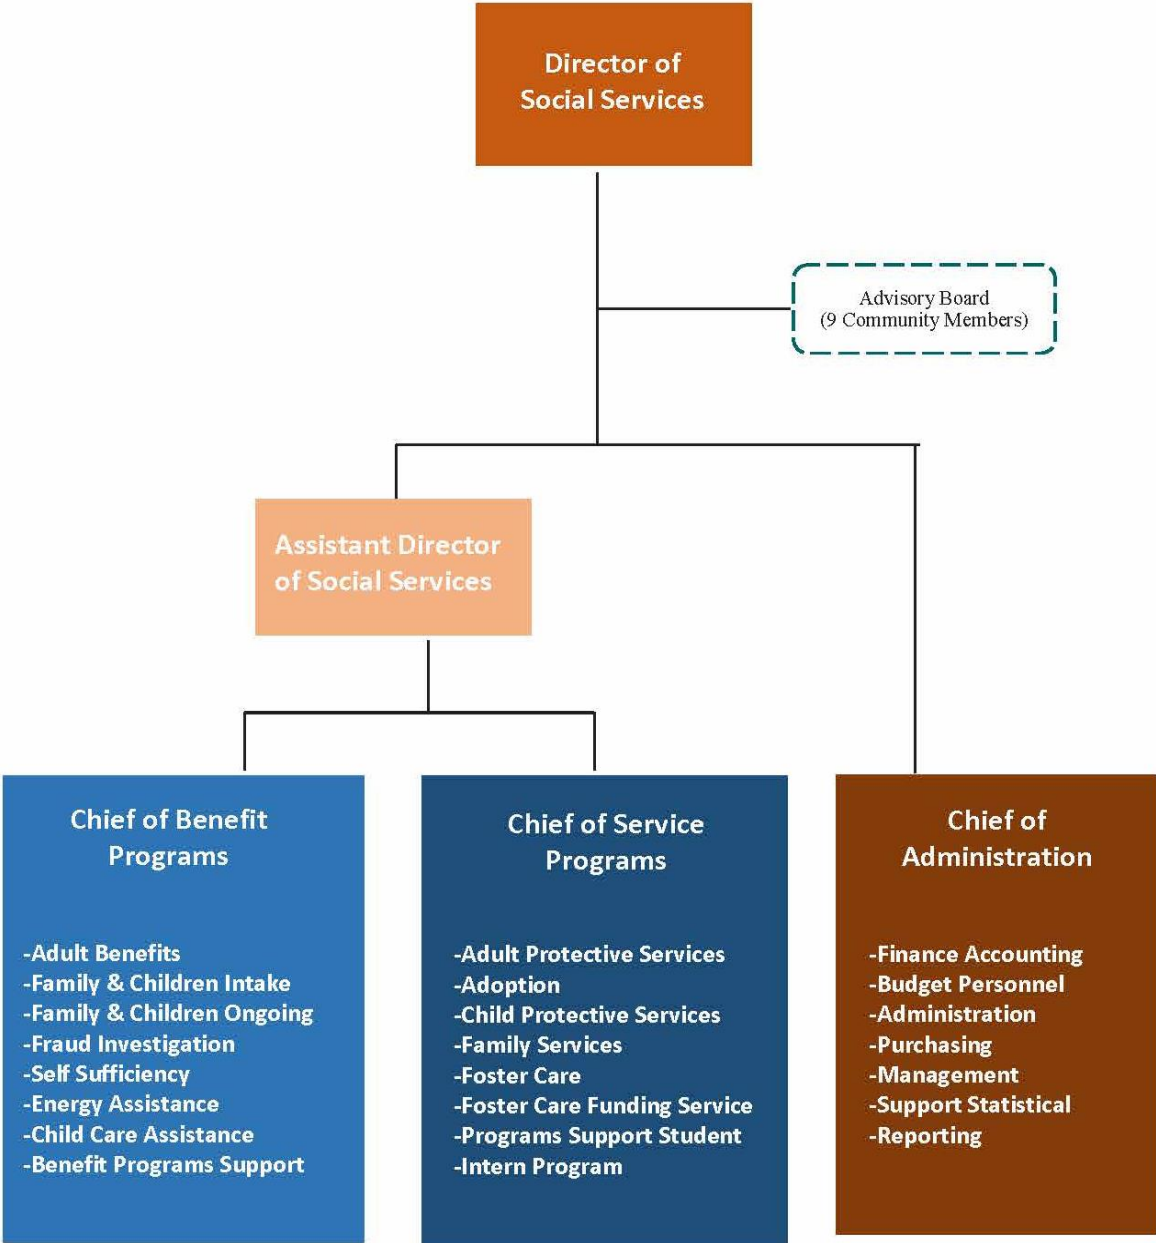 Director of
Social Services
Advisory Board
(9 Community Members)
Assistant Director
of Social Services
Chief of Benefit
Programs
-Adult Benefits
-Family & Children Intake
-Family & Children Ongoing
-Fraud Investigation
-Self Sufficiency
-Energy Assistance
-Child Care Assistance
-Benefit Programs Support
Chief of Service
Programs
-Adult Protective Services
-Adoption
-Child Protective Services
-Family Services
-Foster Care
-Foster Care Funding Service
-Programs Support Student
-Intern Program
Chief of
Administration
-Finance Accounting
-Budget Personnel
-Administration
-Purchasing
-Management
-Support Statistical
-Reporting